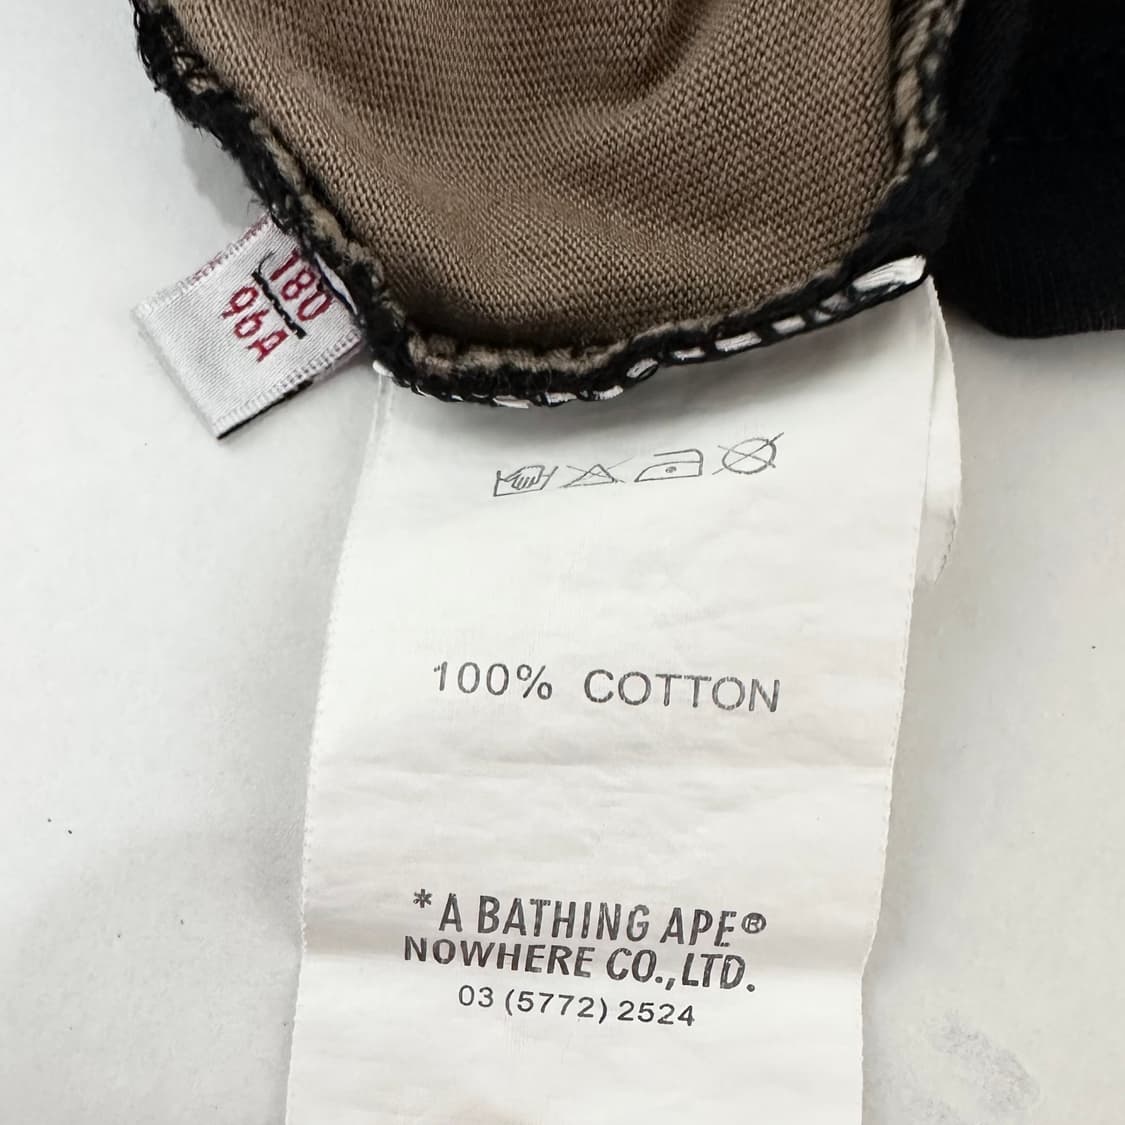 180
96A
100% COTTON
*A BATHING APE®
NOWHERE CO.,LTD.
03 (5772) 2524